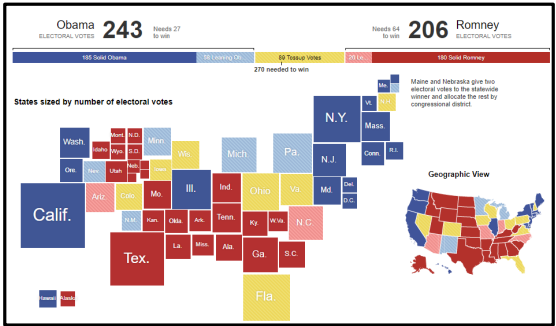 Obama 243 Needs 27
ELECTORAL VOTES to win
Needs 64 206 Romney
to win ELECTORAL VOTES
185 Solid Obama
58 Leaning Ob...
89 Tossup Votes
26 Le...
180 Solid Romney
270 needed to win
Maine and Nebraska give two
electoral votes to the statewide
winner and allocate the rest by
congressional district.
States sized by number of electoral votes
Me.
N.Y.
Vt.
N.H.
Mass.
Wash.
Idaho
Mont.
N.D.
Minn.
Wyo.
S.D.
Wis.
Mich.
Pa.
N.J.
Conn.
R.I.
Ore.
Nev.
Utah
Neb.
Calif.
Ariz.
Colo.
Mo.
Ill.
Ind.
Ohio
Va.
Md.
Del.
D.C.
Geographic View
N.M.
Kan.
Okla.
Ark.
Tenn.
Ky.
W.Va.
N.C.
Tex.
La.
Miss.
Ala.
Ga.
S.C.
Fla.
Hawaii
Alaska